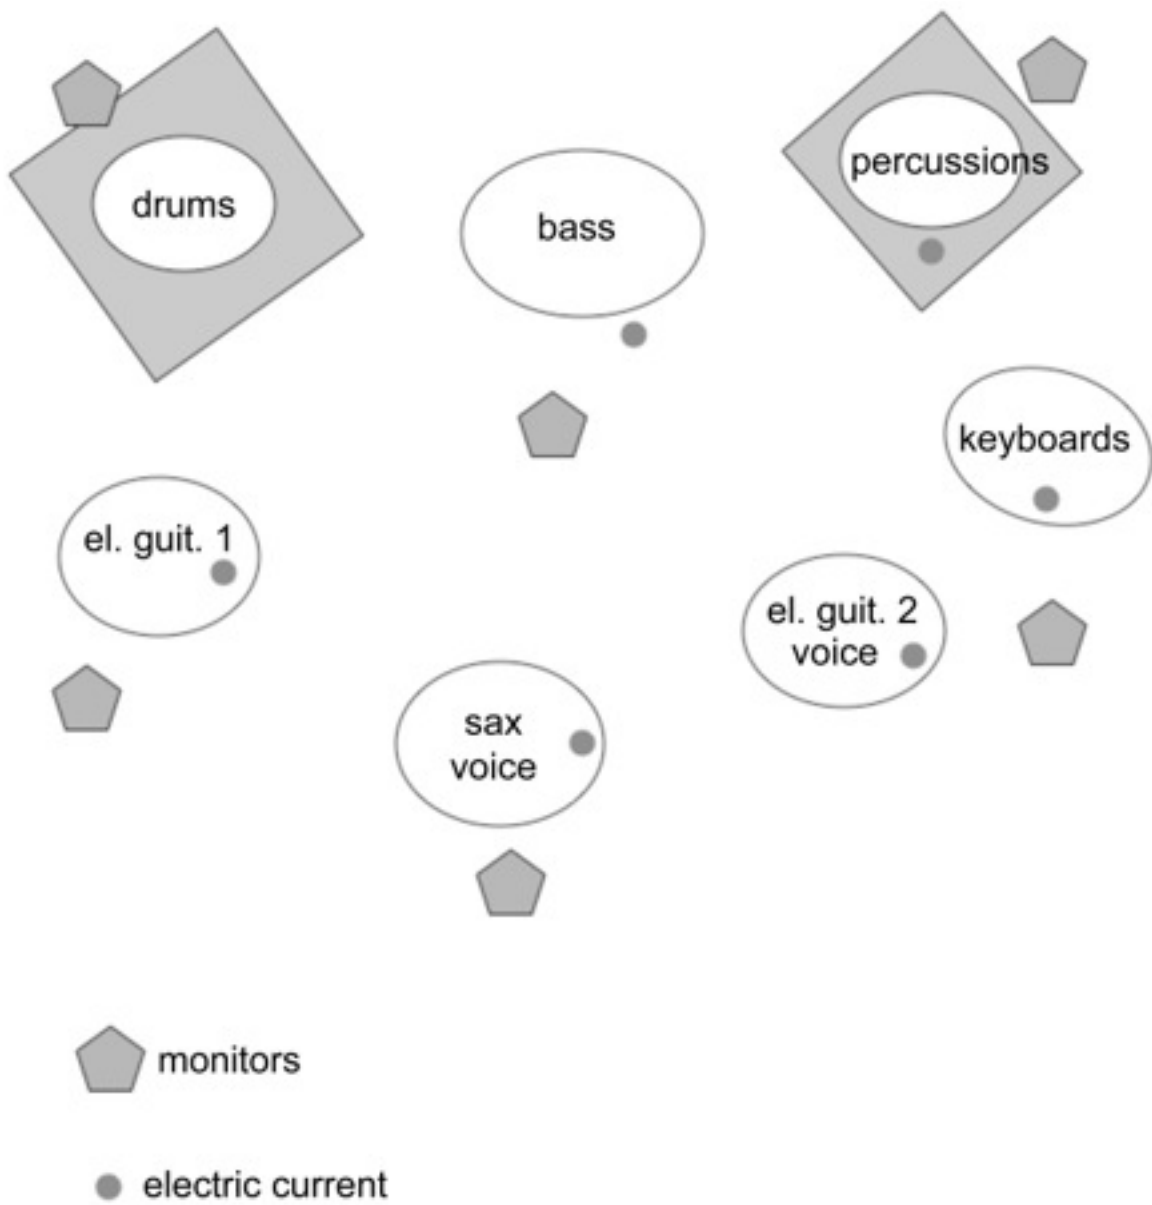 drums
bass
percussions
keyboards
el. guit. 1
el. guit. 2
voice
sax
voice
monitors
electric current